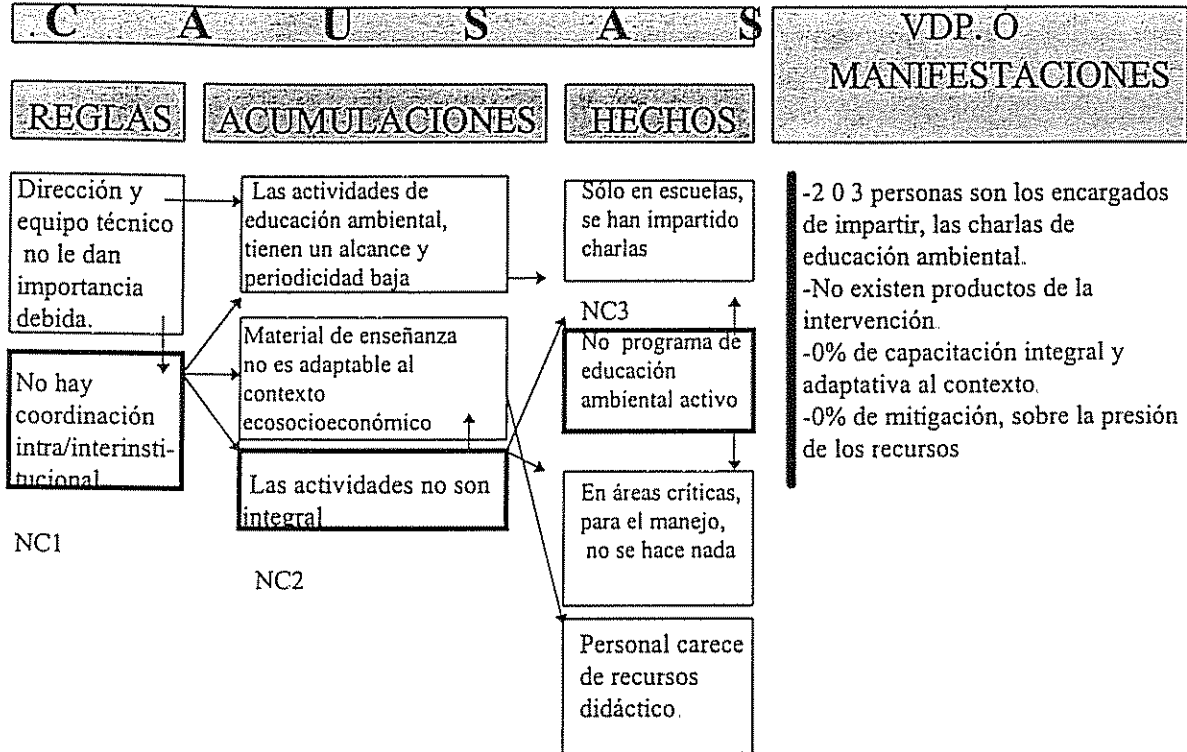 . C A U S A S
VDP. Ó
MANIFESTACIONES
REGLAS
ACUMULACIONES
HECHOS
Dirección y
equipo técnico
no le dan
importancia
debida.
No hay
coordinación
intra/interinsti-
tucional
NC1
Las actividades de
educación ambiental,
tienen un alcance y
periodicidad baja
Material de enseñanza
no es adaptable al
contexto
ecosocioeconómico
Las actividades no son
integral
NC2
Sólo en escuelas,
se han impartido
charlas
NC3
No programa de
educación
ambiental activo
En áreas críticas,
para el manejo,
no se hace nada
Personal carece
de recursos
didáctico.
-2 0 3 personas son los encargados
de impartir, las charlas de
educación ambiental.
-No existen productos de la
intervención.
-0% de capacitación integral y
adaptativa al contexto.
-0% de mitigación, sobre la presión
de los recursos